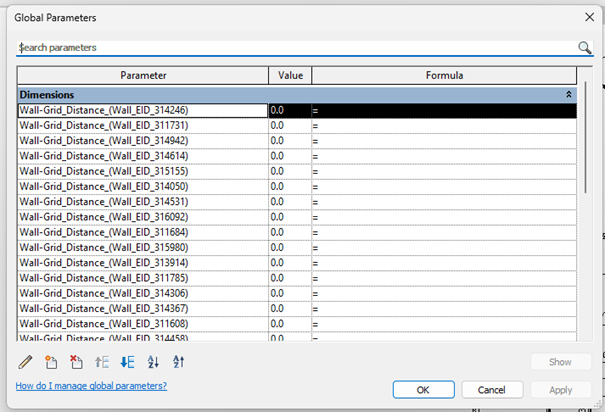 Global Parameters
Search parameters
Parameter Value Formula
Dimensions
Wall-Grid_Distance_(Wall_EID_314246) 0.0 =
Wall-Grid_Distance_(Wall_EID_311731) 0.0 =
Wall-Grid_Distance_(Wall_EID_314942) 0.0 =
Wall-Grid_Distance_(Wall_EID_314614) 0.0 =
Wall-Grid_Distance_(Wall_EID_315155) 0.0 =
Wall-Grid_Distance_(Wall_EID_314050) 0.0 =
Wall-Grid_Distance_(Wall_EID_314531) 0.0 =
Wall-Grid_Distance_(Wall_EID_316092) 0.0 =
Wall-Grid_Distance_(Wall_EID_311684) 0.0 =
Wall-Grid_Distance_(Wall_EID_315980) 0.0 =
Wall-Grid_Distance_(Wall_EID_313914) 0.0 =
Wall-Grid_Distance_(Wall_EID_311785) 0.0 =
Wall-Grid_Distance_(Wall_EID_314306) 0.0 =
Wall-Grid_Distance_(Wall_EID_314367) 0.0 =
Wall-Grid_Distance_(Wall_EID_311608) 0.0 =
Wall-Grid_Distance_(Wall_EID_314458) 0.0 =
Show
How do I manage global parameters?
OK Cancel Apply